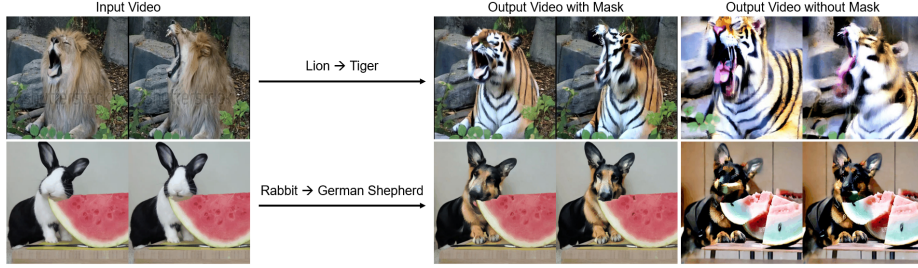 Input Video
Output Video with Mask
Output Video without Mask
Lion → Tiger
Rabbit → German Shepherd